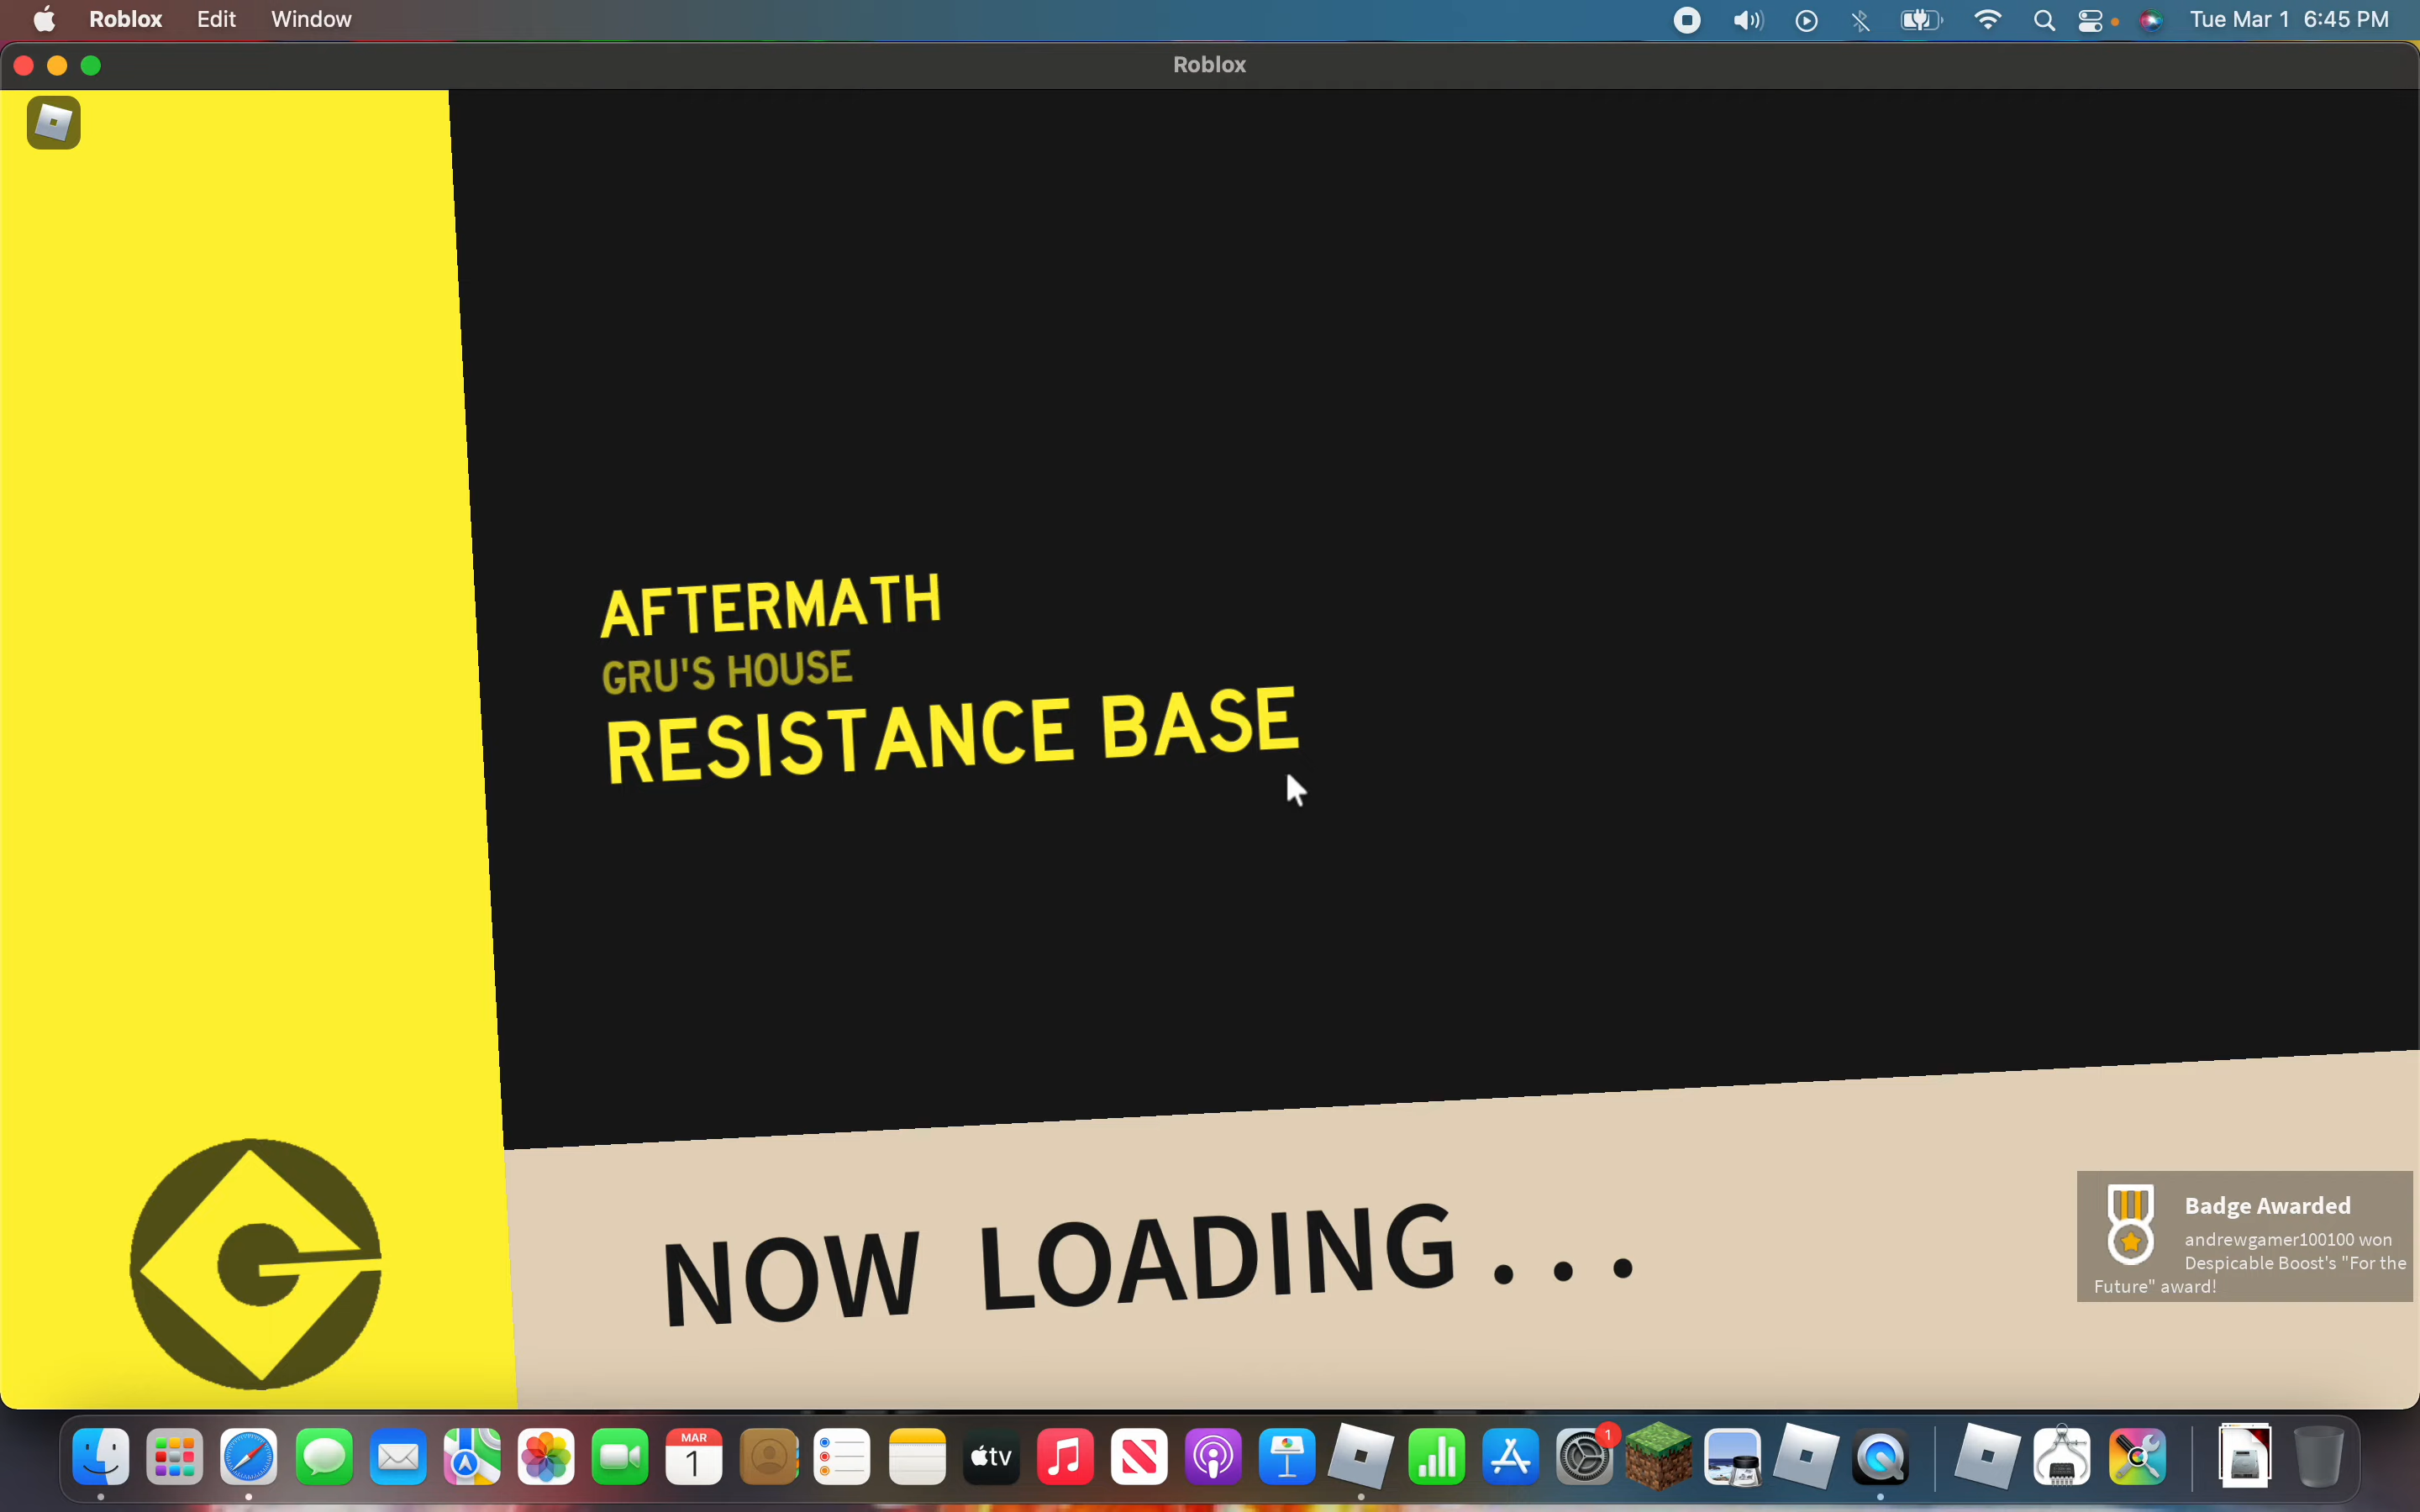 Roblox Edit Window Tue Mar 1 6:45 PM
Roblox
AFTERMATH
GRU'S HOUSE
RESISTANCE BASE
NOW LOADING...
Badge Awarded
andrewgamer100100 won
Despicable Boost's "For the
Future" award!
MAR
1
tv
1